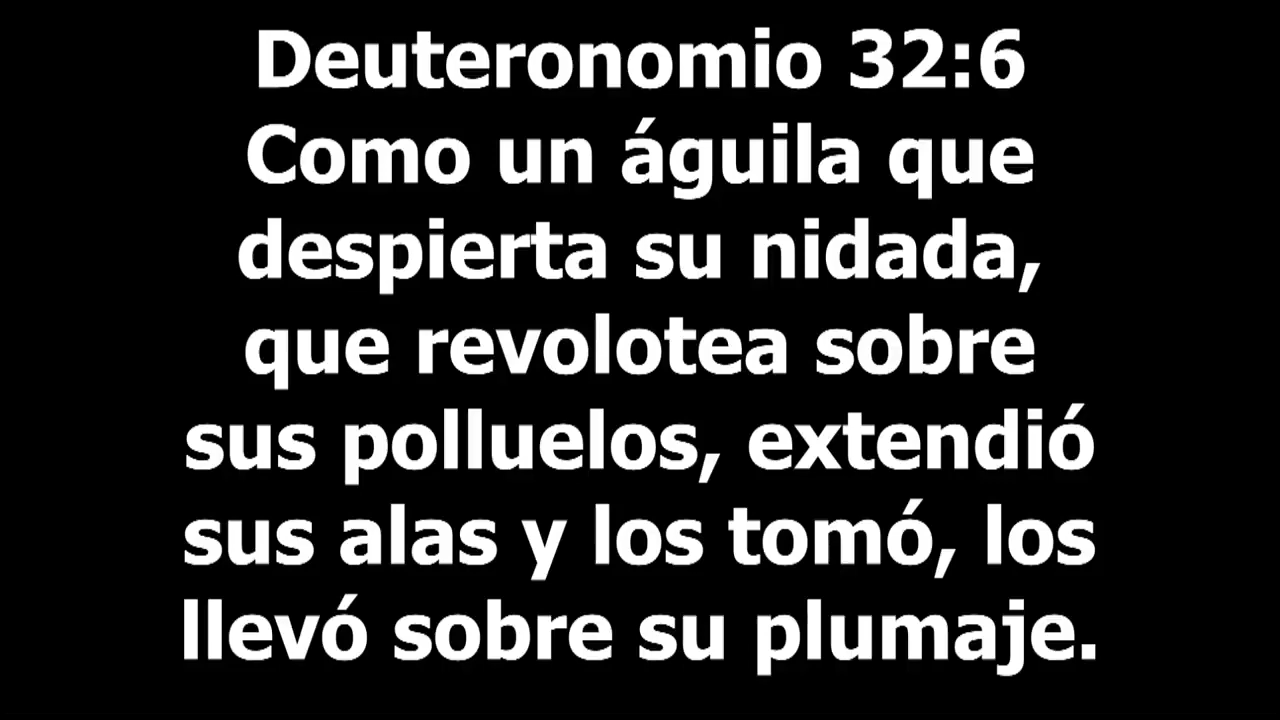 Deuteronomio 32:6
Como un águila que
despierta su nidada,
que revolotea sobre
sus polluelos, extendió
sus alas y los tomó, los
llevó sobre su plumaje.